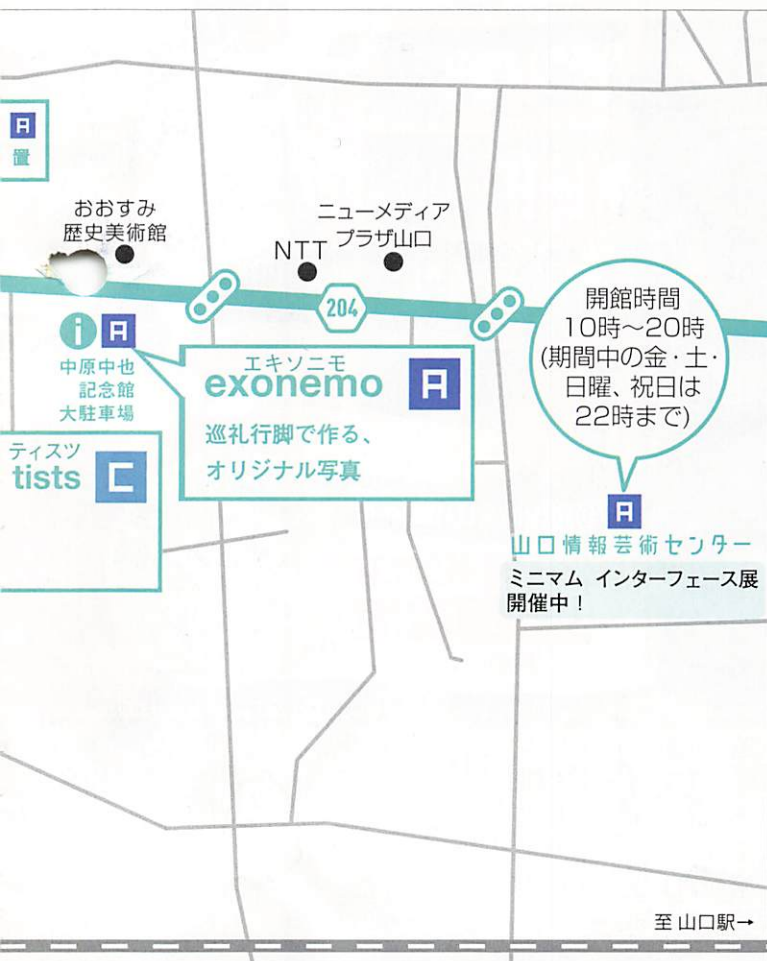 A
置
おおすみ
歴史美術館
NTT
ニューメディア
プラザ山口
204
i A
中原中也
記念館
大駐車場
エキソニモ
exonemo
A
巡礼行脚で作る、
オリジナル写真
ティスツ
tists
C
開館時間
10時〜20時
(期間中の金・土・
日曜、祝日は
22時まで)
A
山口情報芸術センター
ミニマム インターフェース展
開催中!
至 山口駅→